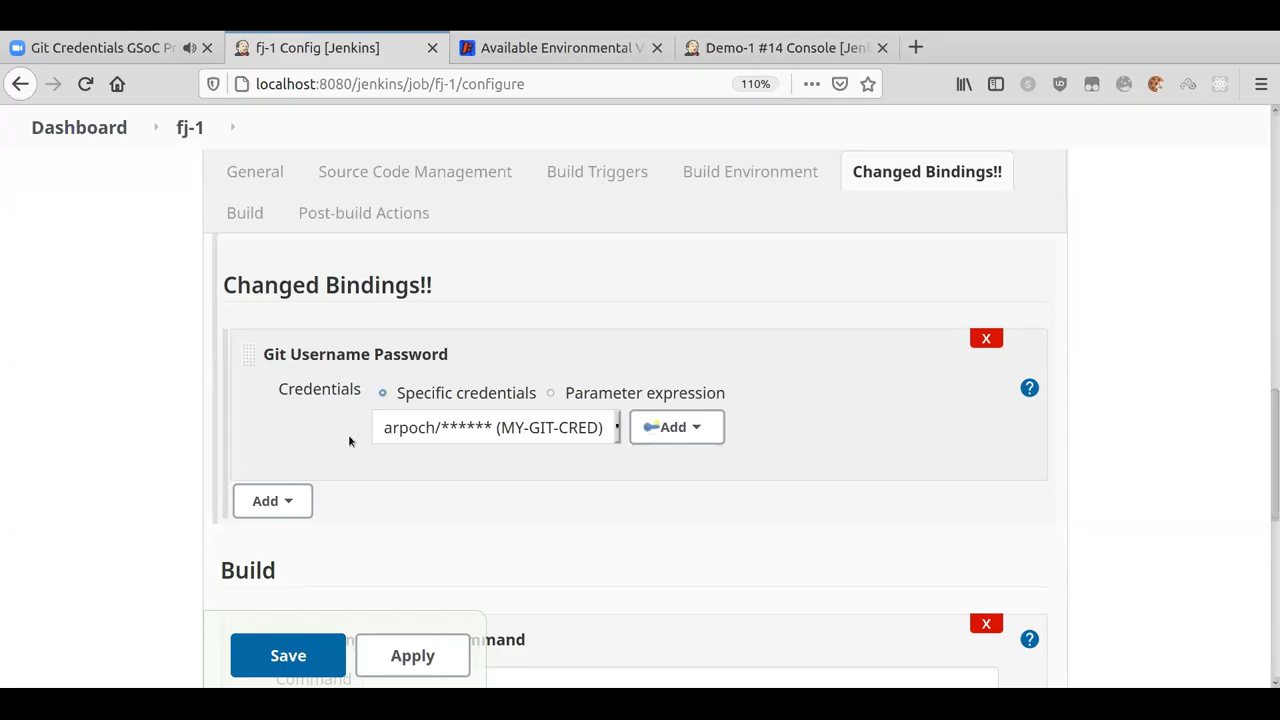 Git Credentials GSoC Pr
fj-1 Config [Jenkins]
Available Environmental V
Demo-1 #14 Console [Jen
localhost:8080/jenkins/job/fj-1/configure
110%
Dashboard
fj-1
General
Source Code Management
Build Triggers
Build Environment
Changed Bindings!!
Build
Post-build Actions
Changed Bindings!!
X
Git Username Password
Credentials
Specific credentials
Parameter expression
?
arpoch/****** (MY-GIT-CRED)
Add
Add
Build
X
mmand
?
Save
Apply
Command